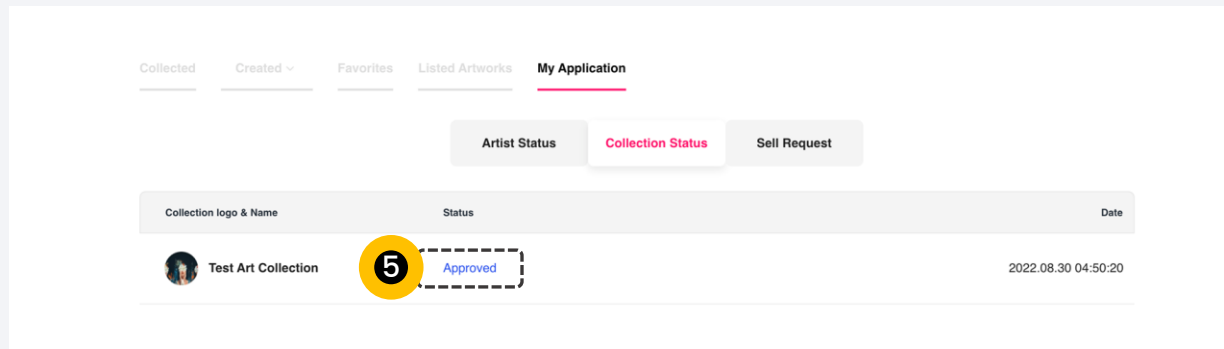 Collected Created Favorites Listed Artworks My Application
Artist Status Collection Status Sell Request
Collection logo & Name Status Date
Test Art Collection 5 Approved 2022.08.30 04:50:20